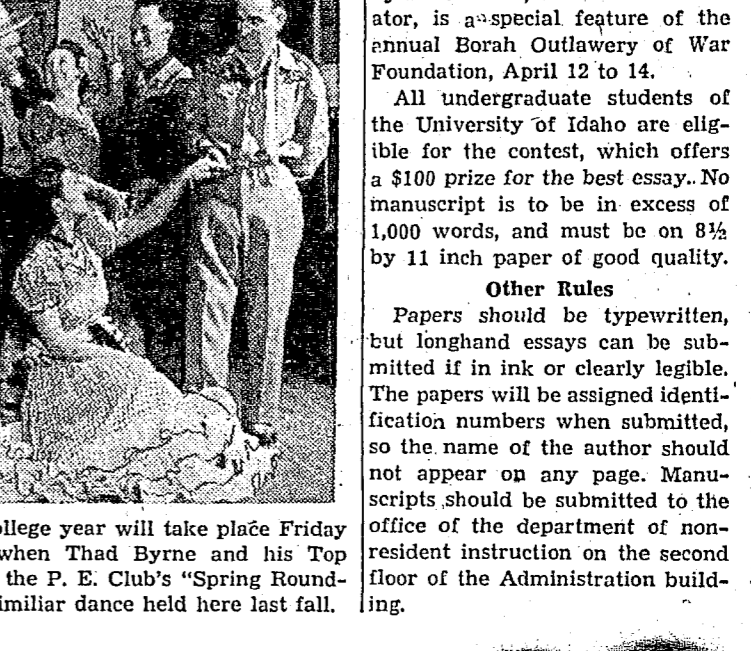 ollege year will take place Friday
when Thad Byrne and his Top
the P. E. Club's "Spring Round-
imiliar dance held here last fall.
ator, is a special feature of the
annual Borah Outlawery of War
Foundation, April 12 to 14.
All undergraduate students of
the University of Idaho are elig-
ible for the contest, which offers
a $100 prize for the best essay. No
manuscript is to be in excess of
1,000 words, and must be on 8½
by 11 inch paper of good quality.
Other Rules
Papers should be typewritten,
but longhand essays can be sub-
mitted if in ink or clearly legible.
The papers will be assigned identi-
fication numbers when submitted,
so the name of the author should
not appear on any page. Manu-
scripts should be submitted to the
office of the department of non-
resident instruction on the second
floor of the Administration build-
ing.